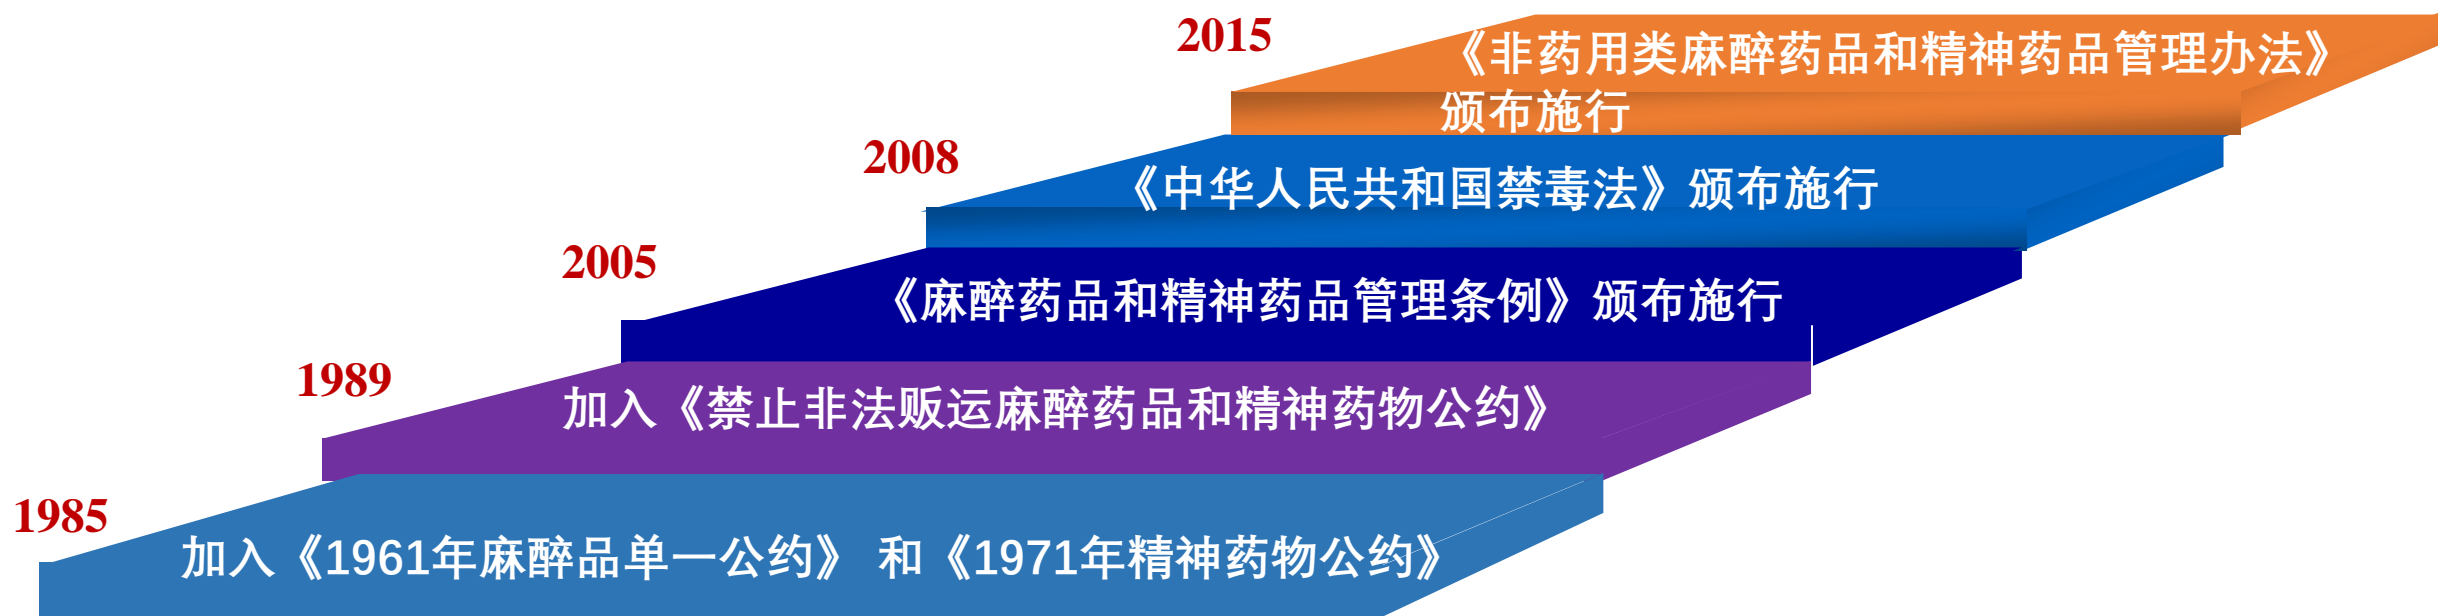 2015
《非药用类麻醉药品和精神药品管理办法》
颁布施行
2008
《中华人民共和国禁毒法》颁布施行
2005
《麻醉药品和精神药品管理条例》颁布施行
1989
加入《禁止非法贩运麻醉药品和精神药物公约》
1985
加入《1961年麻醉品单一公约》 和《1971年精神药物公约》